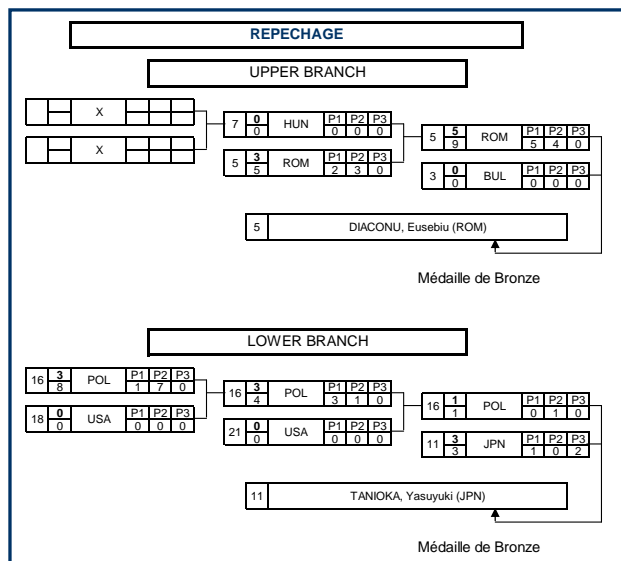 REPECHAGE
UPPER BRANCH
X
X
7 0 0 HUN P1 P2 P3 0 0 0
5 3 5 ROM P1 P2 P3 2 3 0
5 5 9 ROM P1 P2 P3 5 4 0
3 0 0 BUL P1 P2 P3 0 0 0
5 DIACONU, Eusebiu (ROM)
Médaille de Bronze
LOWER BRANCH
16 3 8 POL P1 P2 P3 1 7 0
18 0 0 USA P1 P2 P3 0 0 0
16 3 4 POL P1 P2 P3 3 1 0
21 0 0 USA P1 P2 P3 0 0 0
16 1 1 POL P1 P2 P3 0 1 0
11 3 3 JPN P1 P2 P3 1 0 2
11 TANIOKA, Yasuyuki (JPN)
Médaille de Bronze